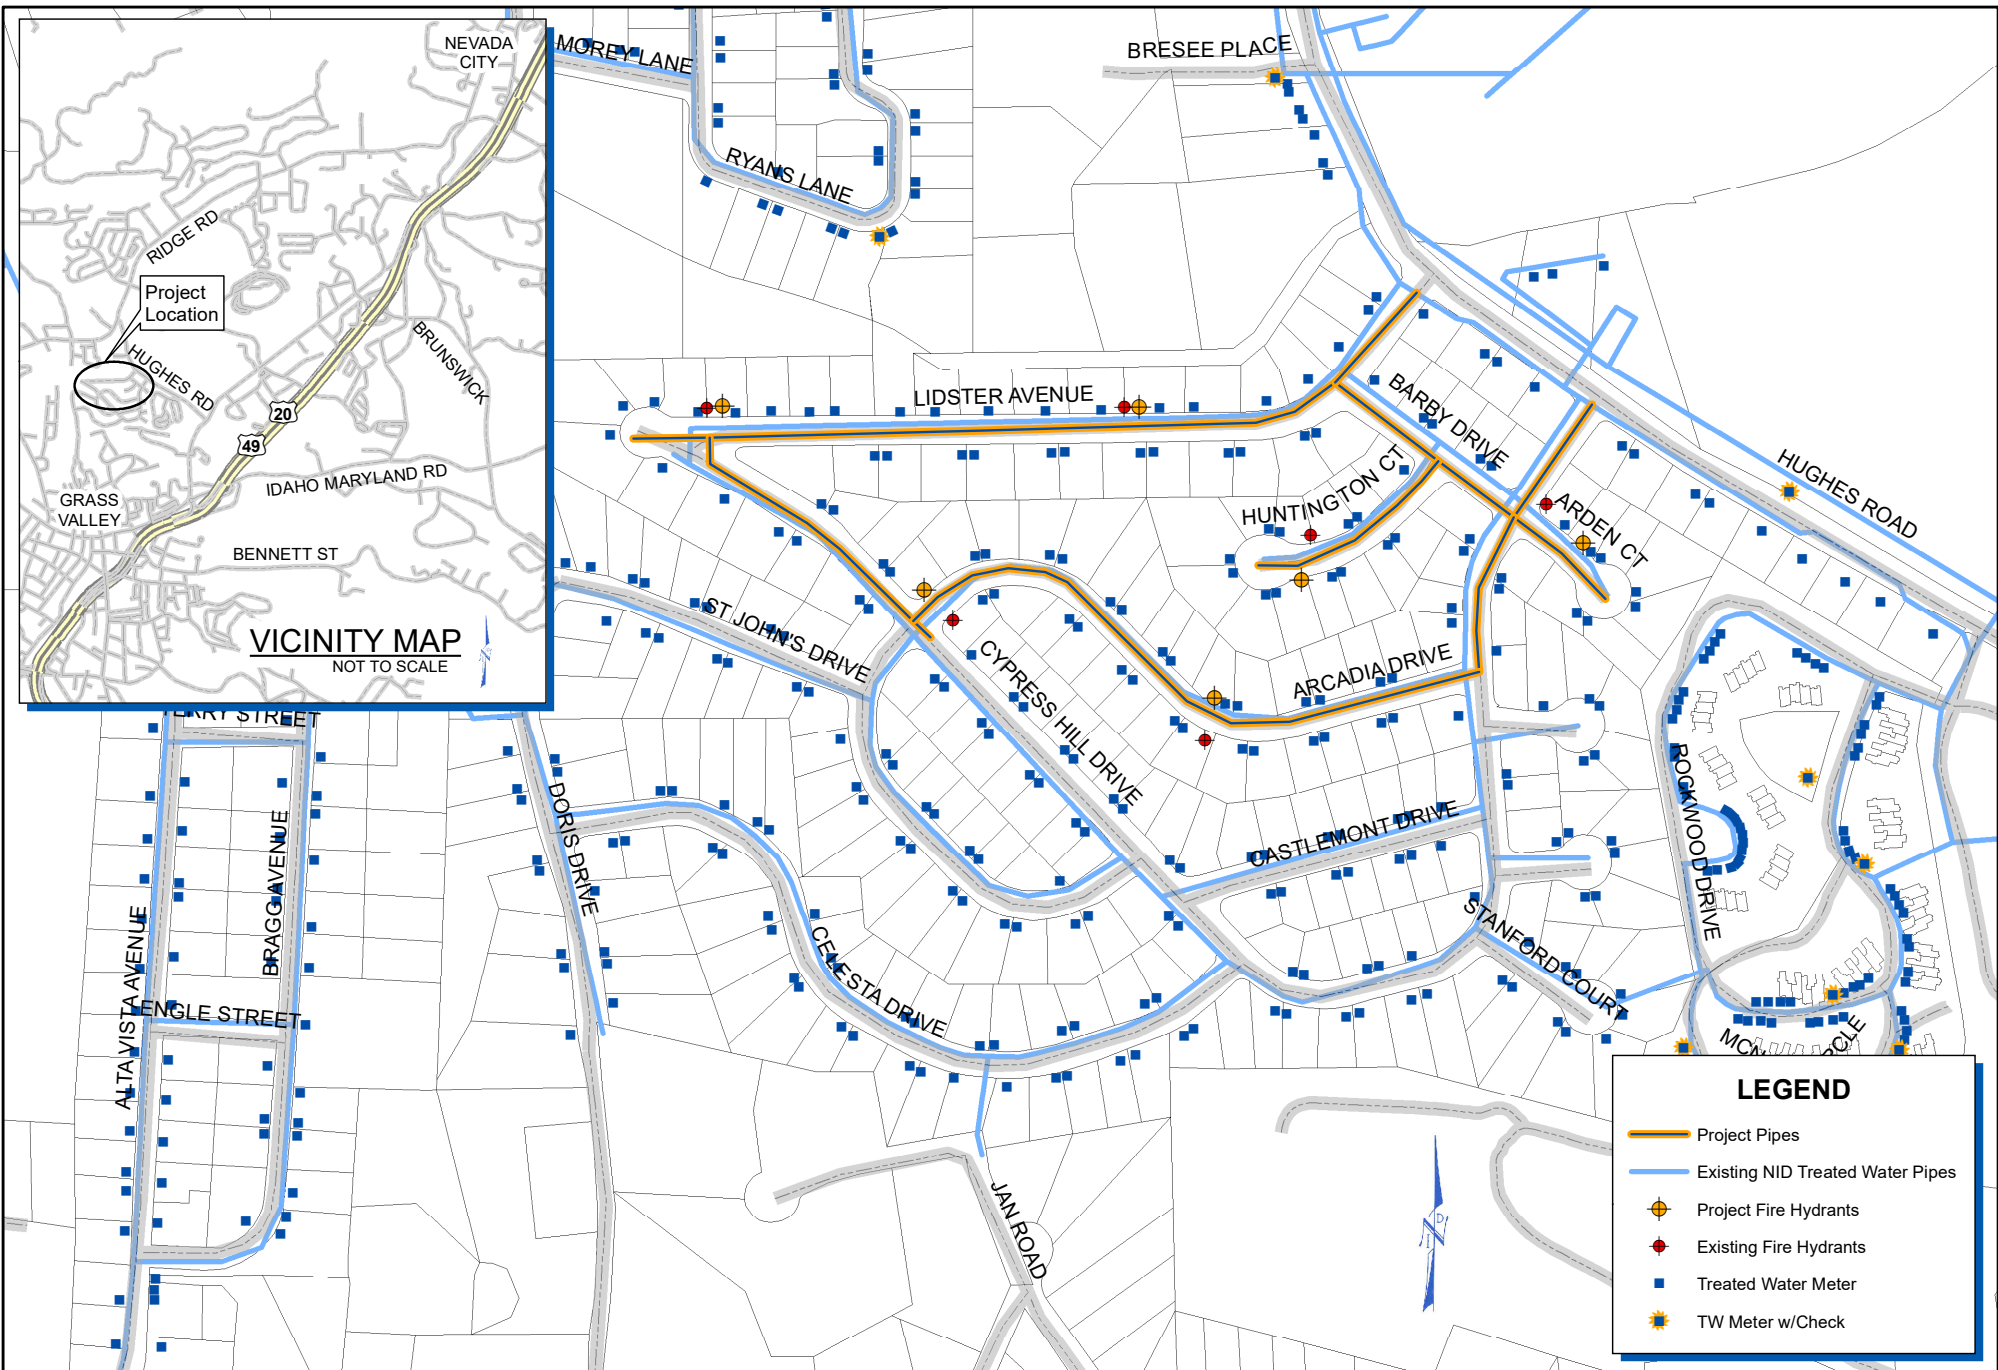 NEVADA
CITY
RIDGE RD
Project
Location
HUGHES RD
BRUNSWICK
20
49
IDAHO MARYLAND RD
GRASS
VALLEY
BENNETT ST
VICINITY MAP
NOT TO SCALE
MOREY LANE
RYANS LANE
BRESEE PLACE
LIDSTER AVENUE
BARBY DRIVE
HUNTINGTON CT
ARDEN CT
HUGHES ROAD
ST JOHN'S DRIVE
CYPRESS HILL DRIVE
ARCADIA DRIVE
STREET
DORIS DRIVE
BRAGG AVENUE
ALTA VISTA AVENUE
ENGLE STREET
CELESTA DRIVE
CASTLEMONT DRIVE
STANFORD COURT
ROCKWOOD DRIVE
JAN ROAD
LEGEND
Project Pipes
Existing NID Treated Water Pipes
Project Fire Hydrants
Existing Fire Hydrants
Treated Water Meter
TW Meter w/Check